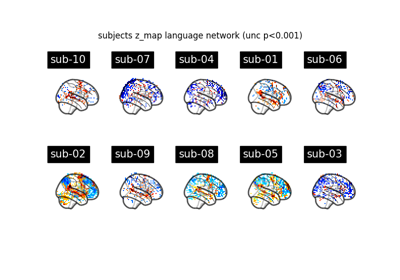 subjects z_map language network (unc p<0.001)
sub-10 sub-07 sub-04 sub-01 sub-06
sub-02 sub-09 sub-08 sub-05 sub-03